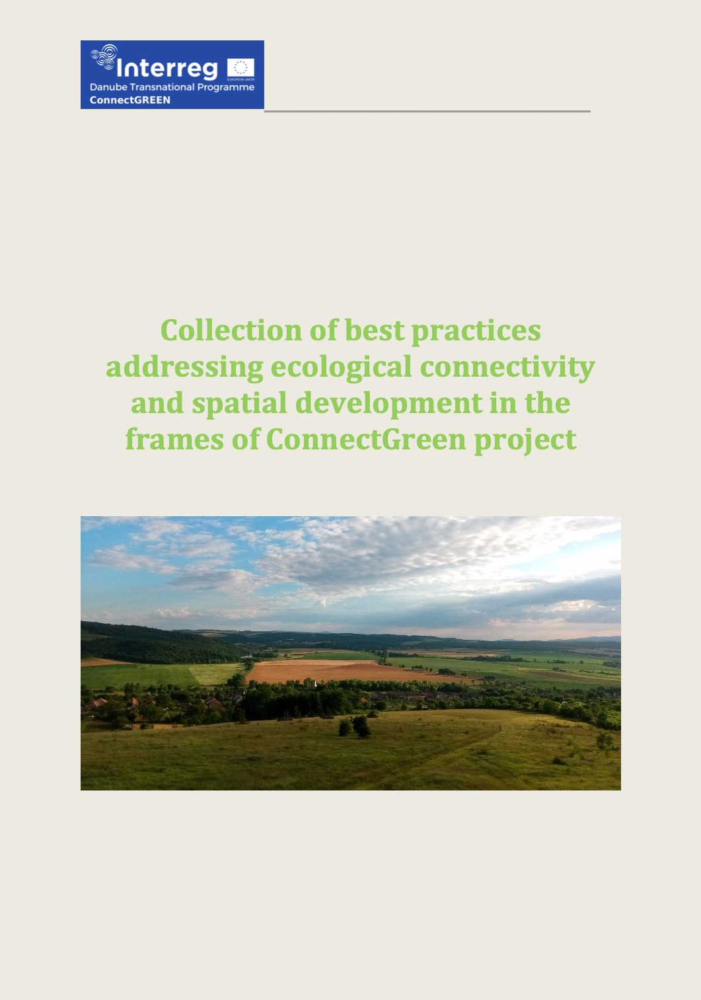 Interreg
EUROPEAN UNION
Danube Transnational Programme
ConnectGREEN
Collection of best practices
addressing ecological connectivity
and spatial development in the
frames of ConnectGreen project